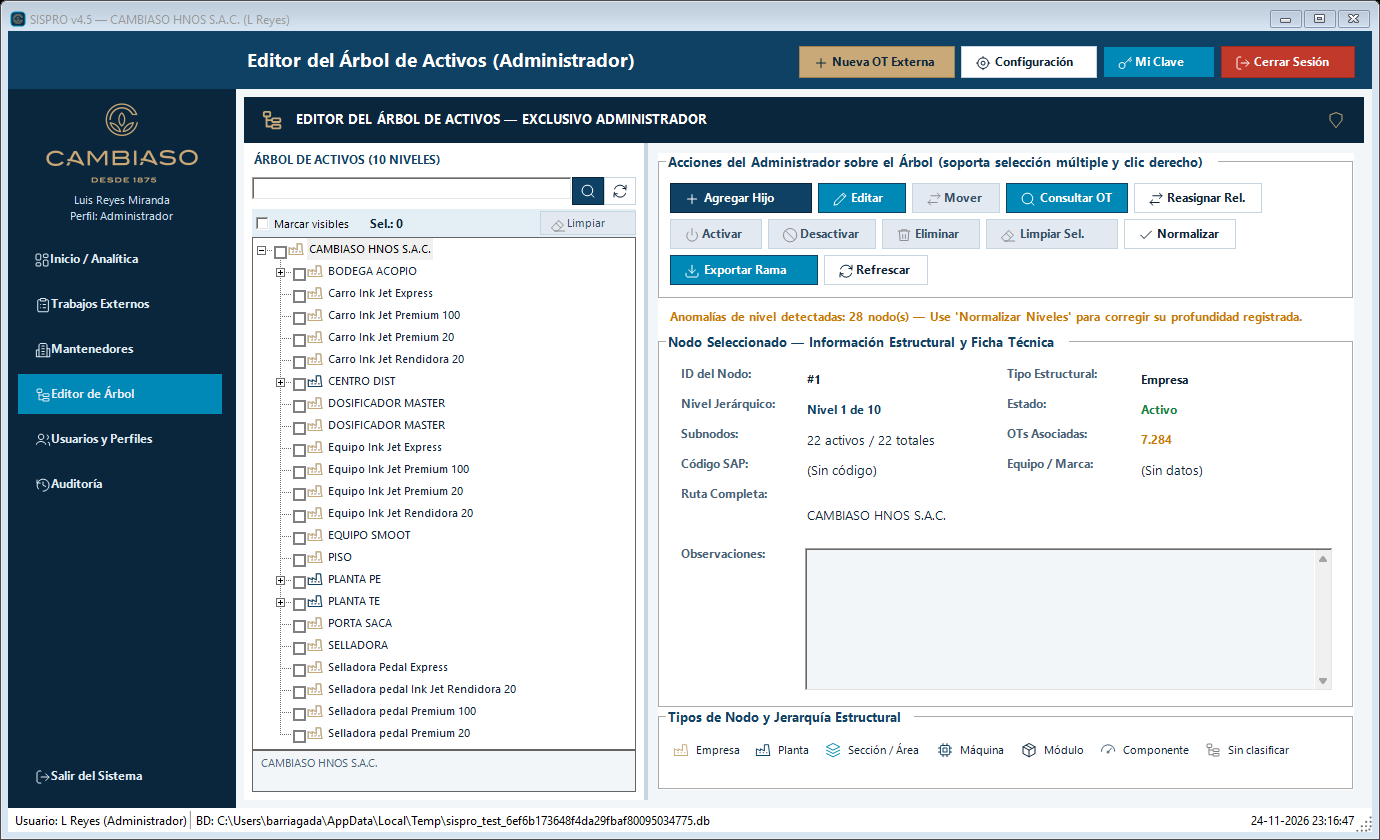 SISPRO v4.5 — CAMBIASO HNOS S.A.C. (L Reyes)
Editor del Árbol de Activos (Administrador)
Nueva OT Externa
Configuración
Mi Clave
Cerrar Sesión
CAMBIASO
DESDE 1875
Luis Reyes Miranda
Perfil: Administrador
Inicio / Analítica
Trabajos Externos
Mantenedores
Editor de Árbol
Usuarios y Perfiles
Auditoría
Salir del Sistema
EDITOR DEL ÁRBOL DE ACTIVOS — EXCLUSIVO ADMINISTRADOR
ÁRBOL DE ACTIVOS (10 NIVELES)
Marcar visibles
Sel.: 0
Limpiar
CAMBIASO HNOS S.A.C.
BODEGA ACOPIO
Carro Ink Jet Express
Carro Ink Jet Premium 100
Carro Ink Jet Premium 20
Carro Ink Jet Rendidora 20
CENTRO DIST
DOSIFICADOR MASTER
DOSIFICADOR MASTER
Equipo Ink Jet Express
Equipo Ink Jet Premium 100
Equipo Ink Jet Premium 20
Equipo Ink Jet Rendidora 20
EQUIPO SMOOT
PISO
PLANTA PE
PLANTA TE
PORTA SACA
SELLADORA
Selladora Pedal Express
Selladora pedal Ink Jet Rendidora 20
Selladora pedal Premium 100
Selladora pedal Premium 20
CAMBIASO HNOS S.A.C.
Acciones del Administrador sobre el Árbol (soporta selección múltiple y clic derecho)
Agregar Hijo
Editar
Mover
Consultar OT
Reasignar Rel.
Activar
Desactivar
Eliminar
Limpiar Sel.
Normalizar
Exportar Rama
Refrescar
Anomalías de nivel detectadas: 28 nodo(s) — Use 'Normalizar Niveles' para corregir su profundidad registrada.
Nodo Seleccionado — Información Estructural y Ficha Técnica
ID del Nodo: #1
Tipo Estructural: Empresa
Nivel Jerárquico: Nivel 1 de 10
Estado: Activo
Subnodos: 22 activos / 22 totales
OTs Asociadas: 7.284
Código SAP: (Sin código)
Equipo / Marca: (Sin datos)
Ruta Completa:
CAMBIASO HNOS S.A.C.
Observaciones:
Tipos de Nodo y Jerarquía Estructural
Empresa
Planta
Sección / Área
Máquina
Módulo
Componente
Sin clasificar
Usuario: L Reyes (Administrador)
BD: C:\Users\barriagada\AppData\Local\Temp\sispro_test_6ef6b173648f4da29fbaf80095034775.db
24-11-2026 23:16:47